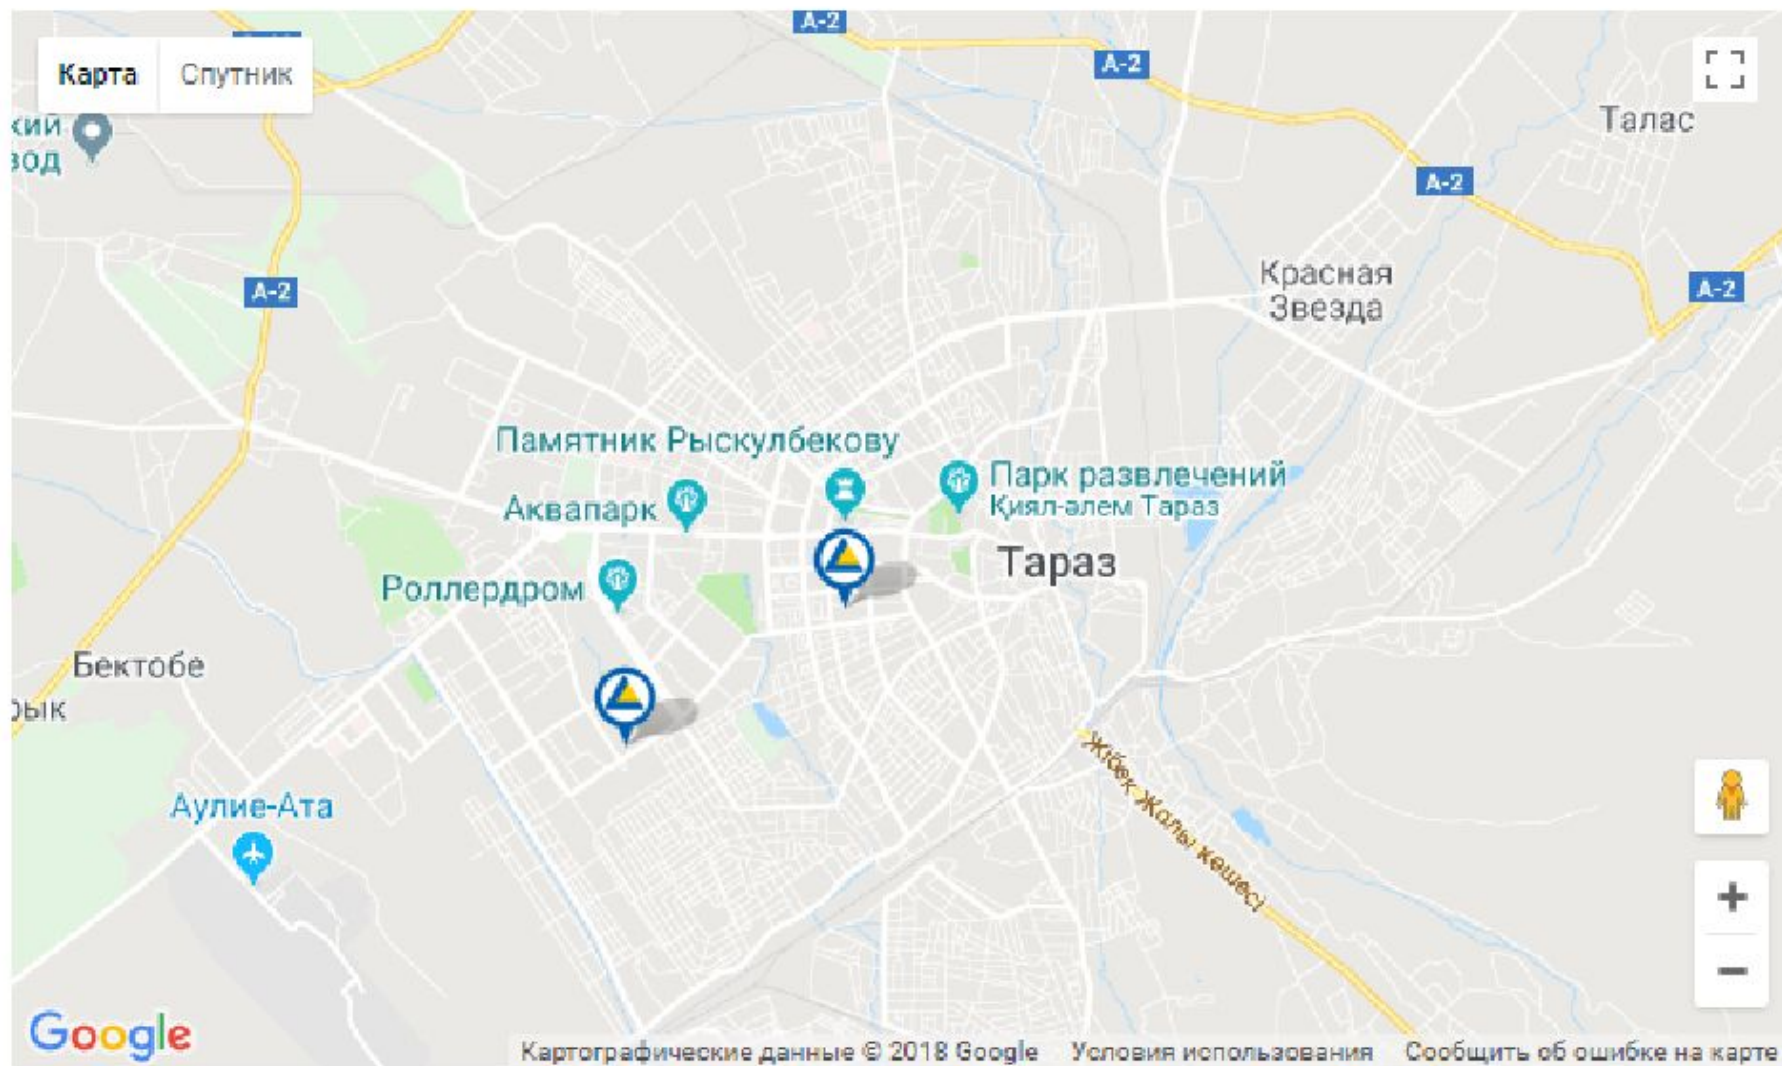 А-2
А-2
Карта
Спутник
Талас
А-2
А-2
Красная
Звезда
А-2
Памятник Рыскулбекову
Парк развлечений
Қиял-әлем Тараз
Аквапарк
Тараз
Роллердром
Бектобе
Жібек Жолы көшесі
Аулие-Ата
Google
Картографические данные © 2018 Google
Условия использования
Сообщить об ошибке на карте